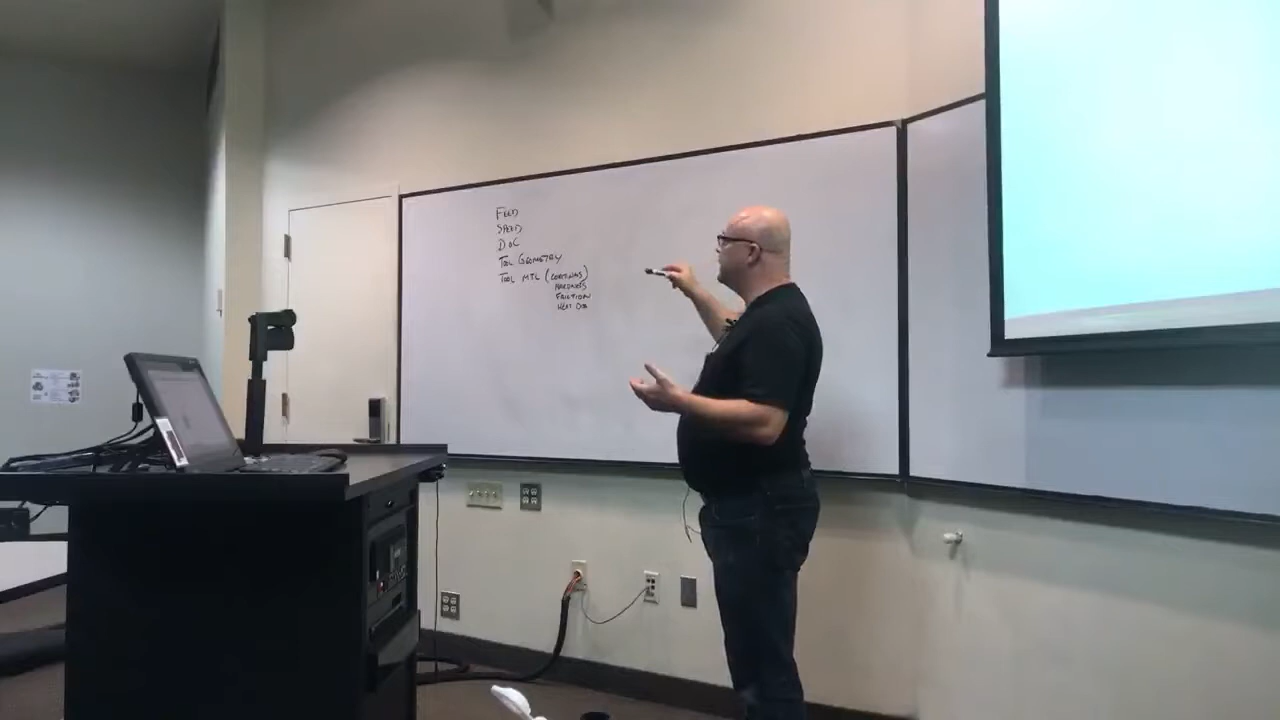 FEED
SPEED
DOC
TOOL GEOMETRY
TOOL MTL (COATINGS)
HARDNESS
FRICTION
HEAT